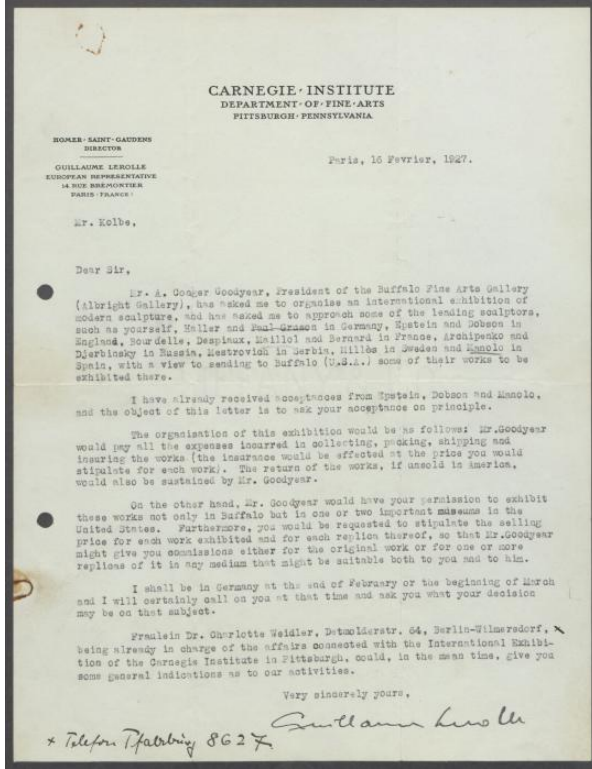 CARNEGIE · INSTITUTE
DEPARTMENT · OF · FINE · ARTS
PITTSBURGH · PENNSYLVANIA
HOMER · SAINT-GAUDENS
DIRECTOR
GUILLAUME LEROLLE
EUROPEAN REPRESENTATIVE
14 RUE BRÉMONTIER
PARIS · FRANCE
Paris, 16 Fevrier, 1927.
Mr. Kolbe,
Dear Sir,
Mr. A. Conger Goodyear, President of the Buffalo Fine Arts Gallery
(Albright Gallery), has asked me to organise an international exhibition of
modern sculpture, and has asked me to approach some of the leading sculptors,
such as yourself, Haller and Paul in Germany, Epstein and Dobson in
England, Bourdelle, Despiaux, Maillol and Bernard in France, Archipenko and
Djerbinsky in Russia, Mestrovich in Serbia, Millès in Sweden and Manolo in
Spain, with a view to sending to Buffalo (U.S.A.) some of their works to be
exhibited there.
I have already received acceptances from Epstein, Dobson and Manolo,
and the object of this letter is to ask your acceptance on principle.
The organisation of this exhibition would be as follows: Mr.Goodyear
would pay all the expenses incurred in collecting, packing, shipping and
insuring the works (the insurance would be effected at the price you would
stipulate for each work). The return of the works, if unsold in America,
would also be sustained by Mr. Goodyear.
On the other hand, Mr. Goodyear would have your permission to exhibit
these works not only in Buffalo but in one or two important museums in the
United States. Furthermore, you would be requested to stipulate the selling
price for each work exhibited and for each replica thereof, so that Mr.Goodyear
might give you commissions either for the original work or for one or more
replicas of it in any medium that might be suitable both to you and to him.
I shall be in Germany at the end of February or the beginning of March
and I will certainly call on you at that time and ask you what your decision
may be on that subject.
Fraulein Dr. Charlotte Weidler, Detmolderstr. 64, Berlin-Wilmersdorf, x
being already in charge of the affairs connected with the International Exhibi-
tion of the Carnegie Institute in Pittsburgh, could, in the mean time, give you
some general indications as to our activities.
Very sincerely yours,
Guillaume Lerolle
x Telefon Pfalzburg 8627